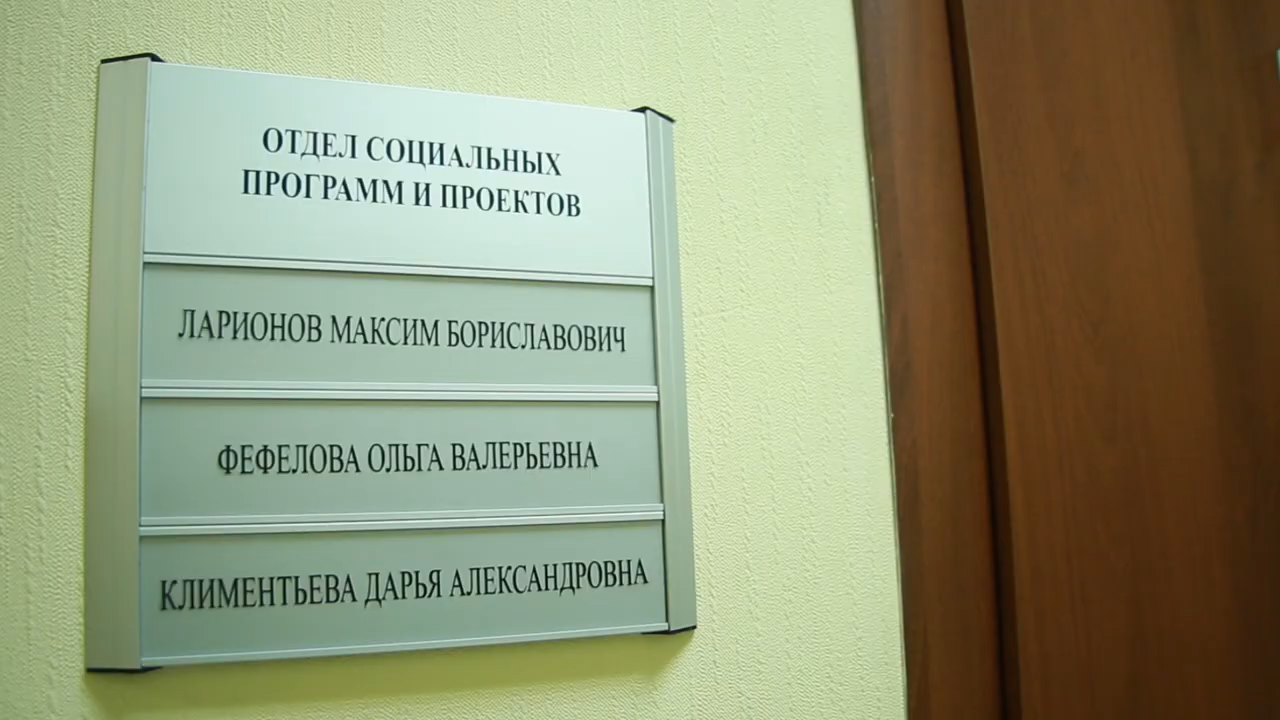 ОТДЕЛ СОЦИАЛЬНЫХ
ПРОГРАММ И ПРОЕКТОВ
ЛАРИОНОВ МАКСИМ БОРИСЛАВОВИЧ
ФЕФЕЛОВА ОЛЬГА ВАЛЕРЬЕВНА
КЛИМЕНТЬЕВА ДАРЬЯ АЛЕКСАНДРОВНА